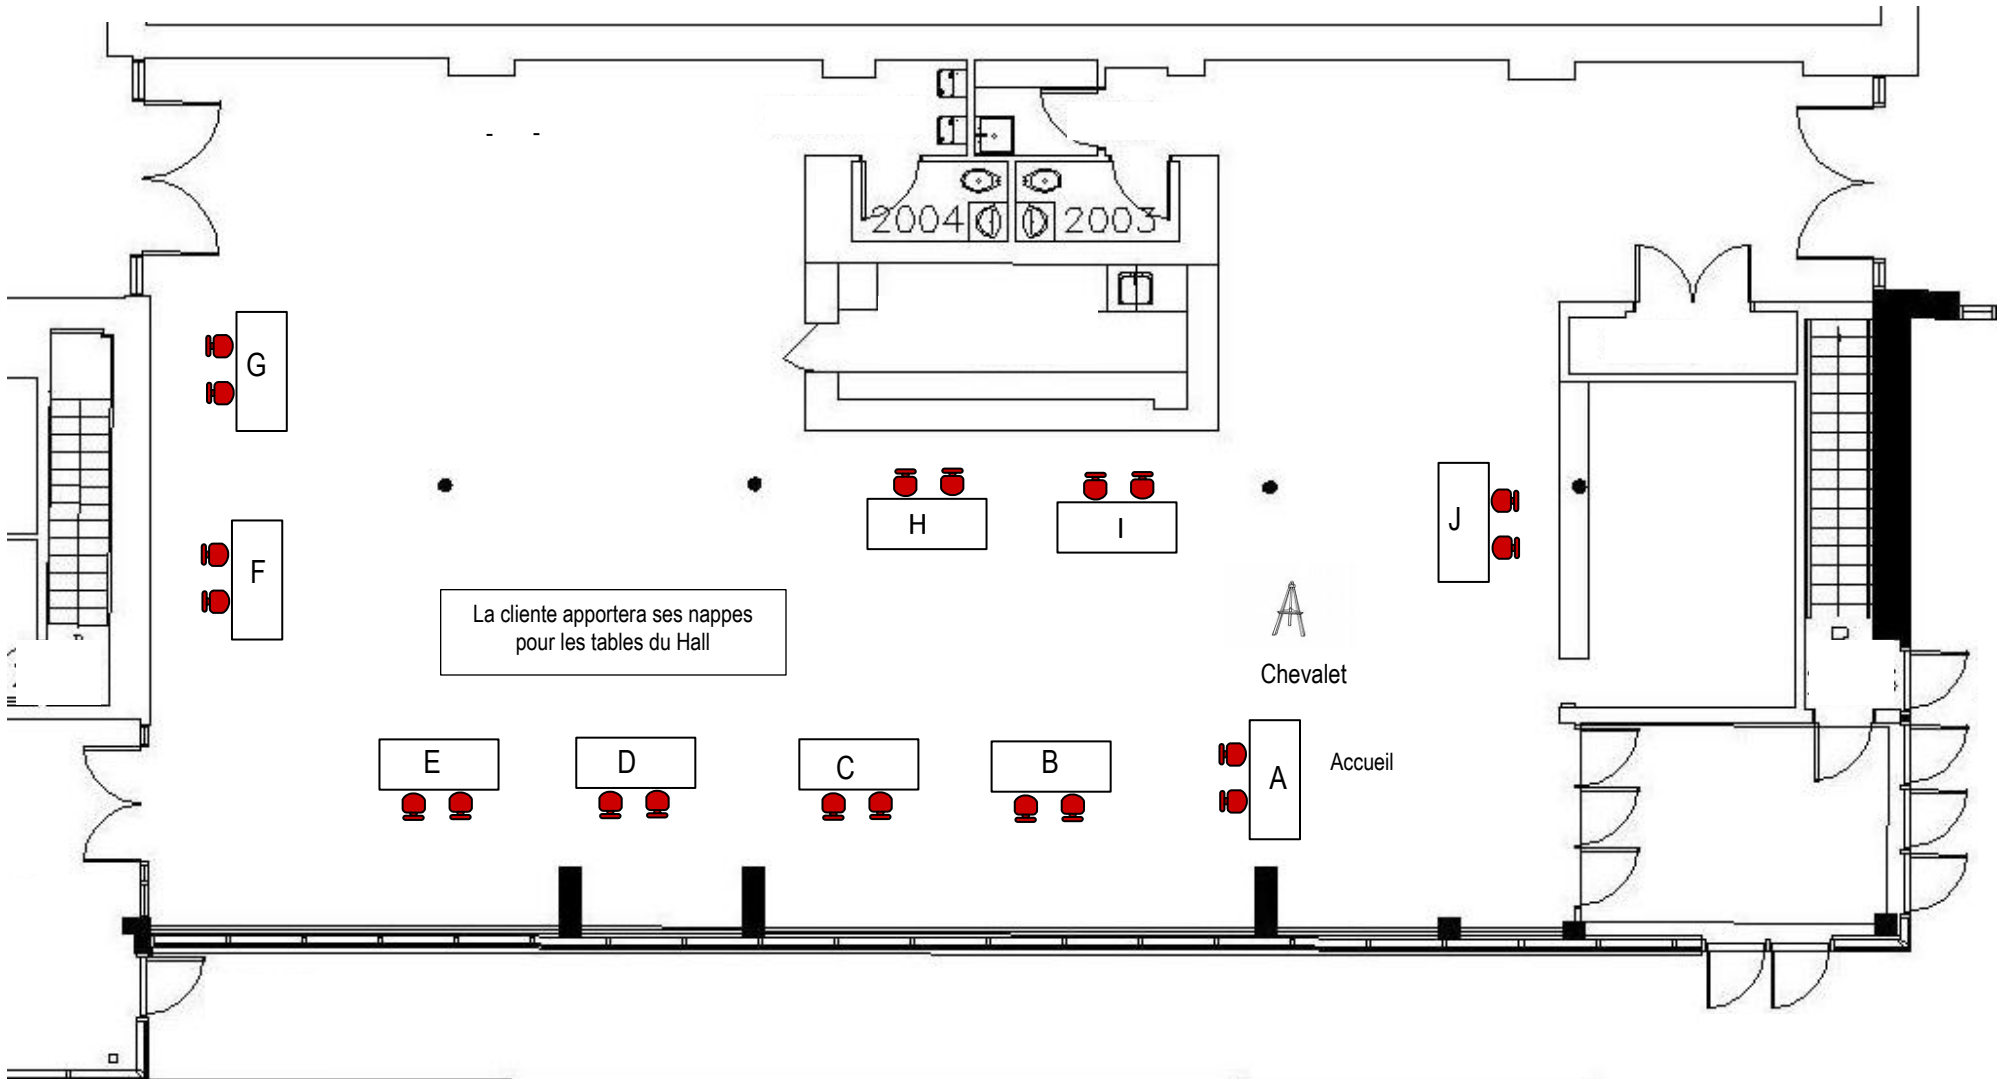 2004
2003
G
H
I
J
F
La cliente apportera ses nappes
pour les tables du Hall
Chevalet
E
D
C
B
A
Accueil